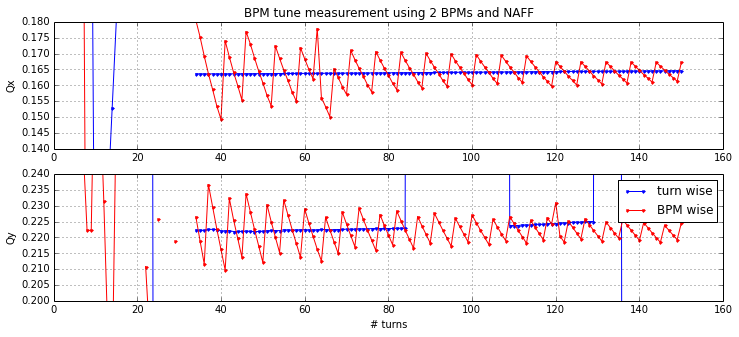 BPM tune measurement using 2 BPMs and NAFF
0.180
0.175
0.170
0.165
0.160
0.155
0.150
0.145
0.140
Qx
0 20 40 60 80 100 120 140 160
0.240
0.235
0.230
0.225
0.220
0.215
0.210
0.205
0.200
Qy
turn wise
BPM wise
0 20 40 60 80 100 120 140 160
# turns